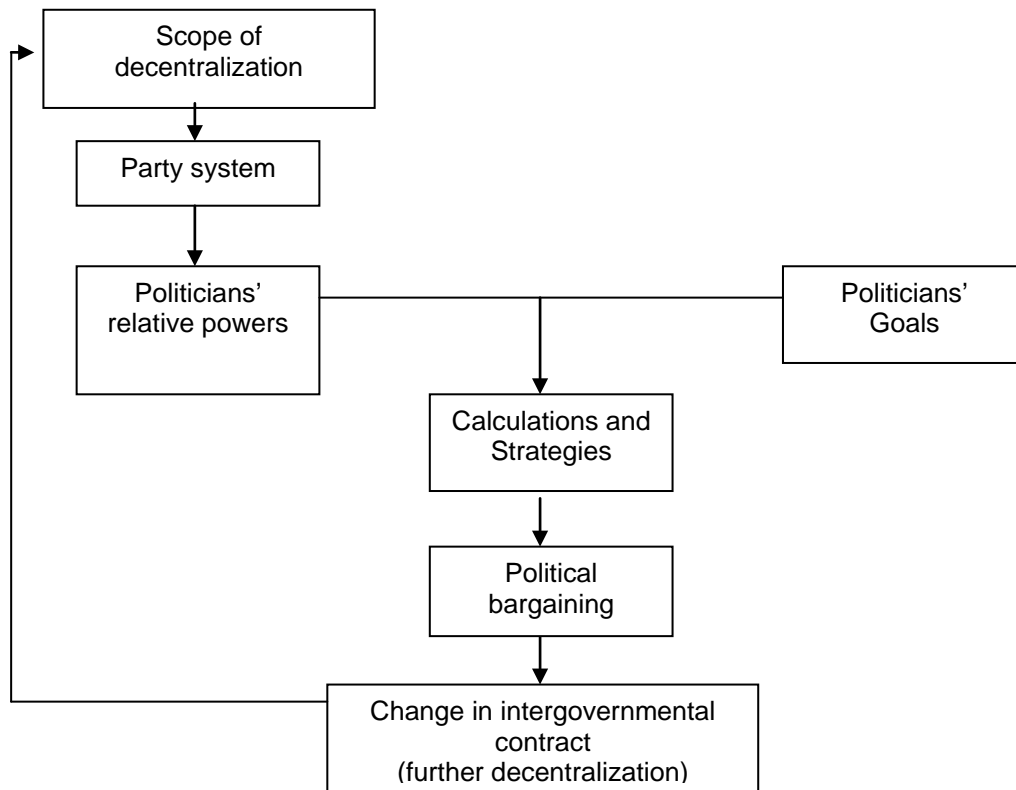 Scope of
decentralization
Party system
Politicians’
relative powers
Politicians’
Goals
Calculations and
Strategies
Political
bargaining
Change in intergovernmental
contract
(further decentralization)